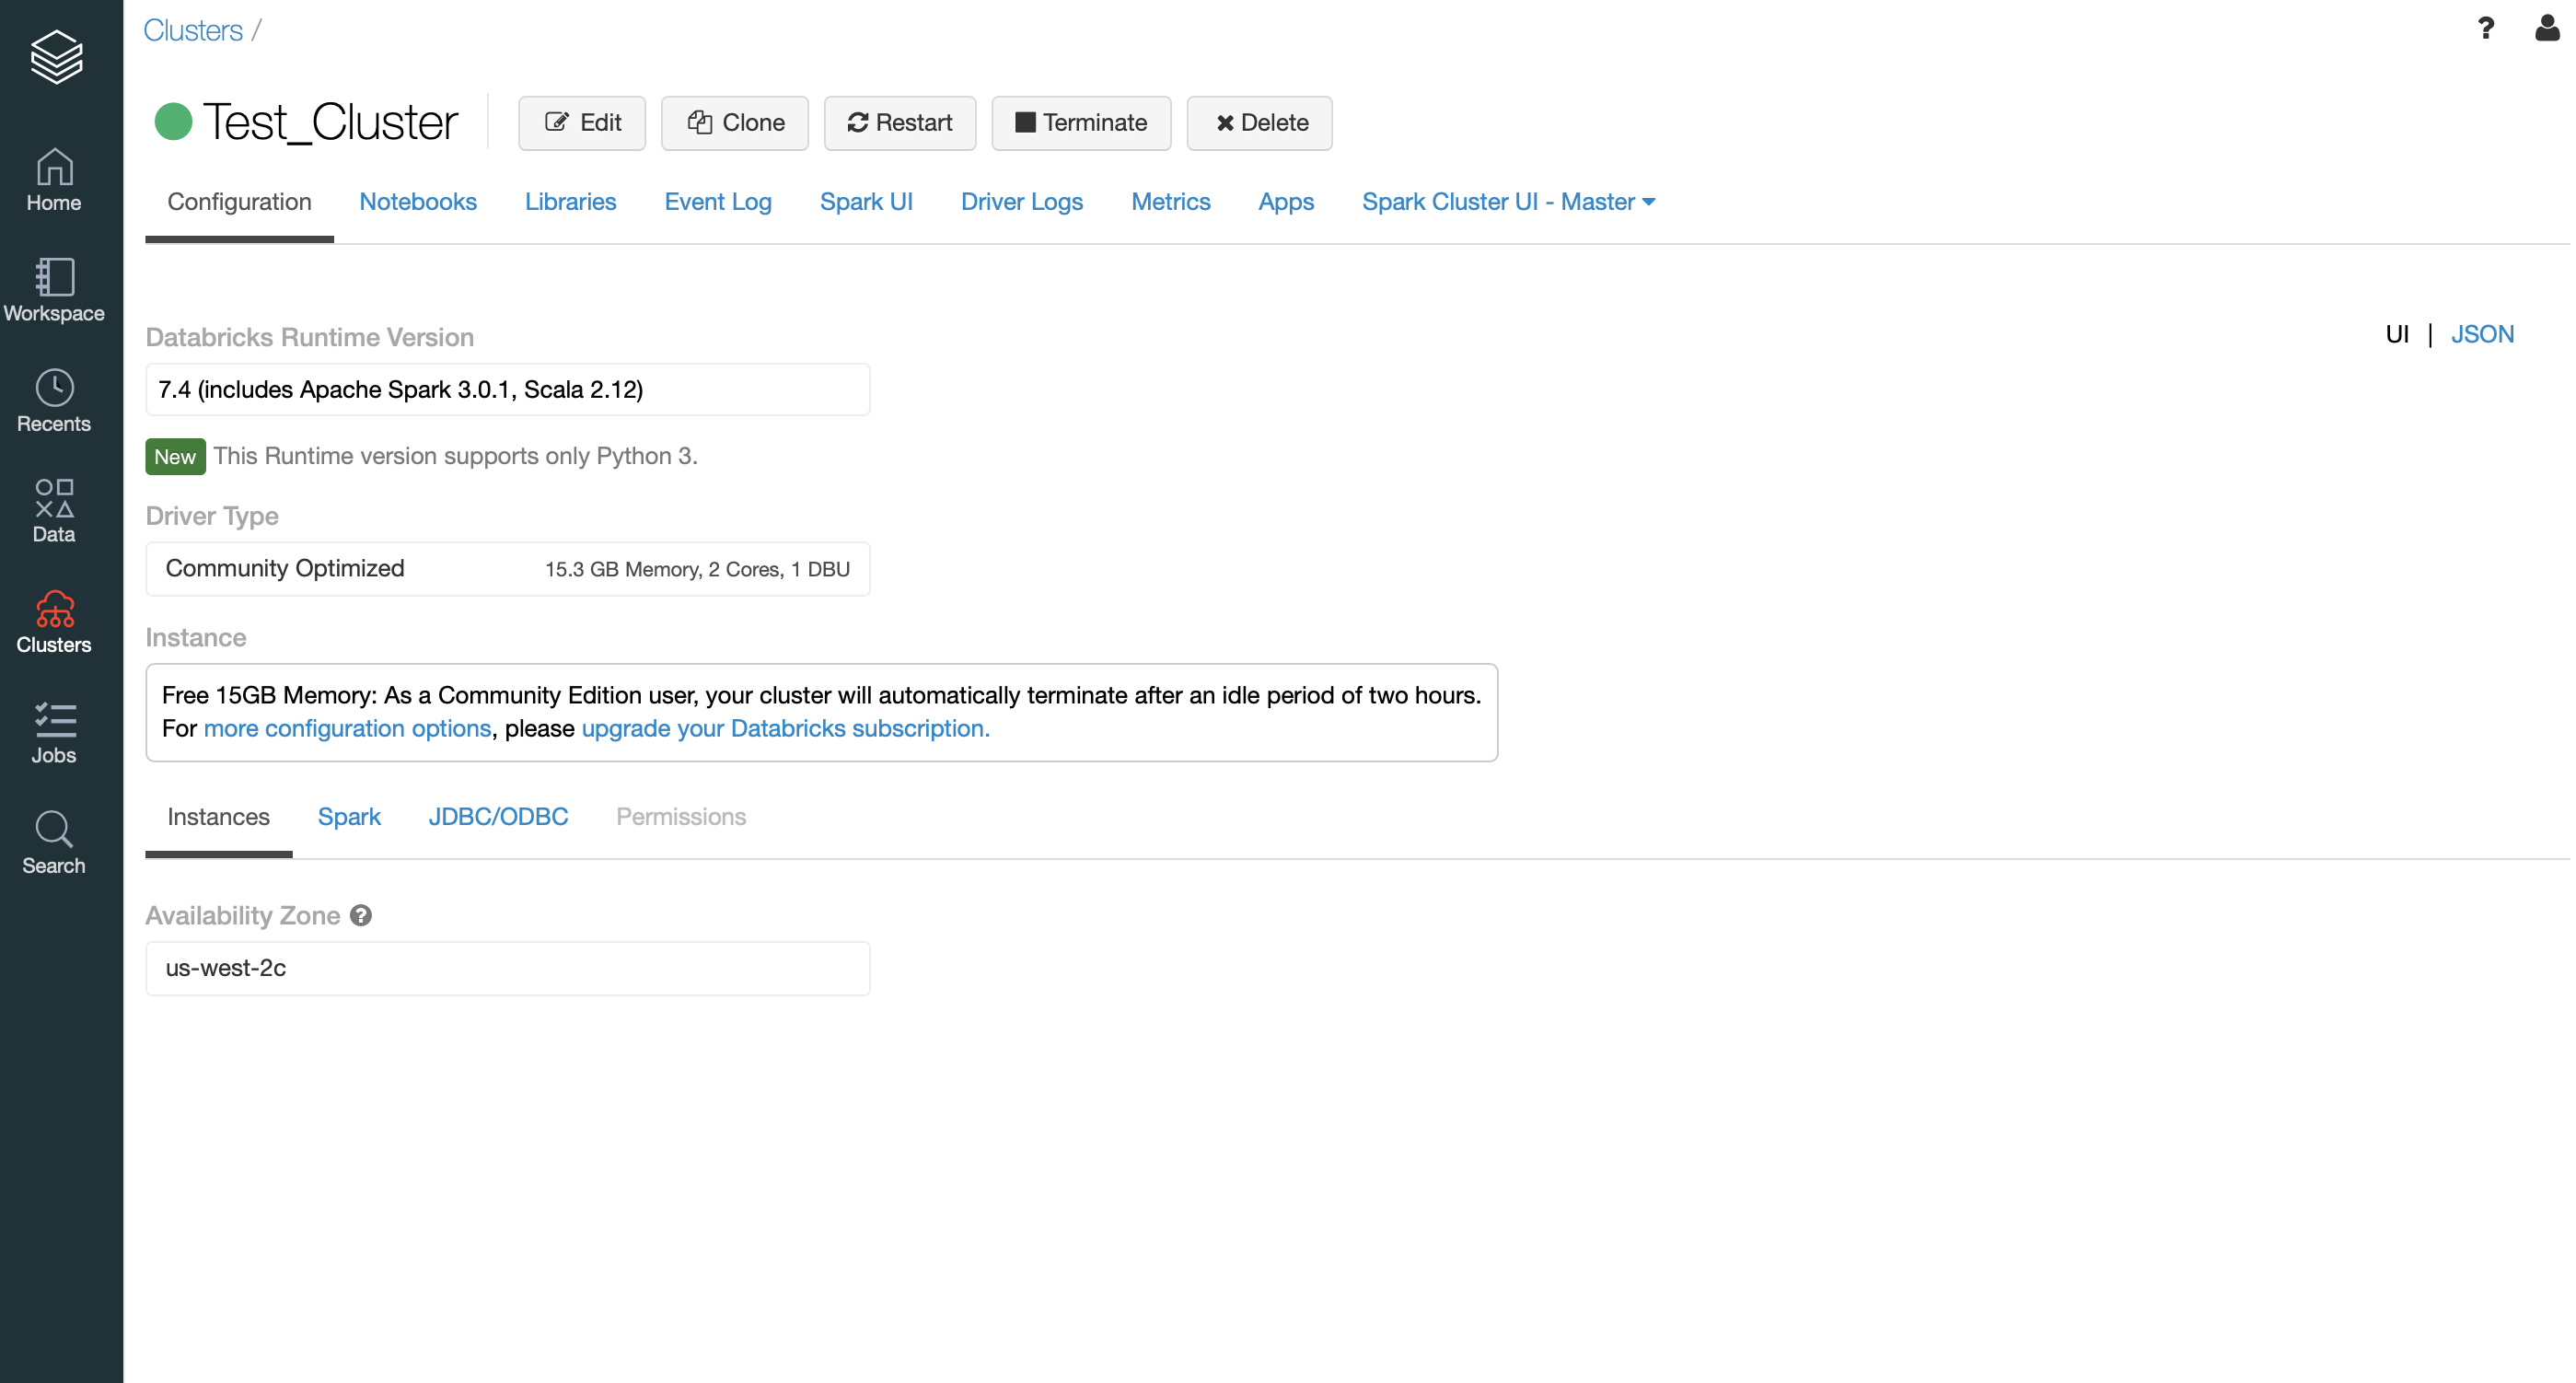 Clusters /
Test_Cluster
Edit
Clone
Restart
Terminate
Delete
Configuration
Notebooks
Libraries
Event Log
Spark UI
Driver Logs
Metrics
Apps
Spark Cluster UI - Master
Home
Workspace
Recents
Data
Clusters
Jobs
Search
Databricks Runtime Version
UI | JSON
7.4 (includes Apache Spark 3.0.1, Scala 2.12)
New This Runtime version supports only Python 3.
Driver Type
Community Optimized 15.3 GB Memory, 2 Cores, 1 DBU
Instance
Free 15GB Memory: As a Community Edition user, your cluster will automatically terminate after an idle period of two hours.
For more configuration options, please upgrade your Databricks subscription.
Instances
Spark
JDBC/ODBC
Permissions
Availability Zone ?
us-west-2c